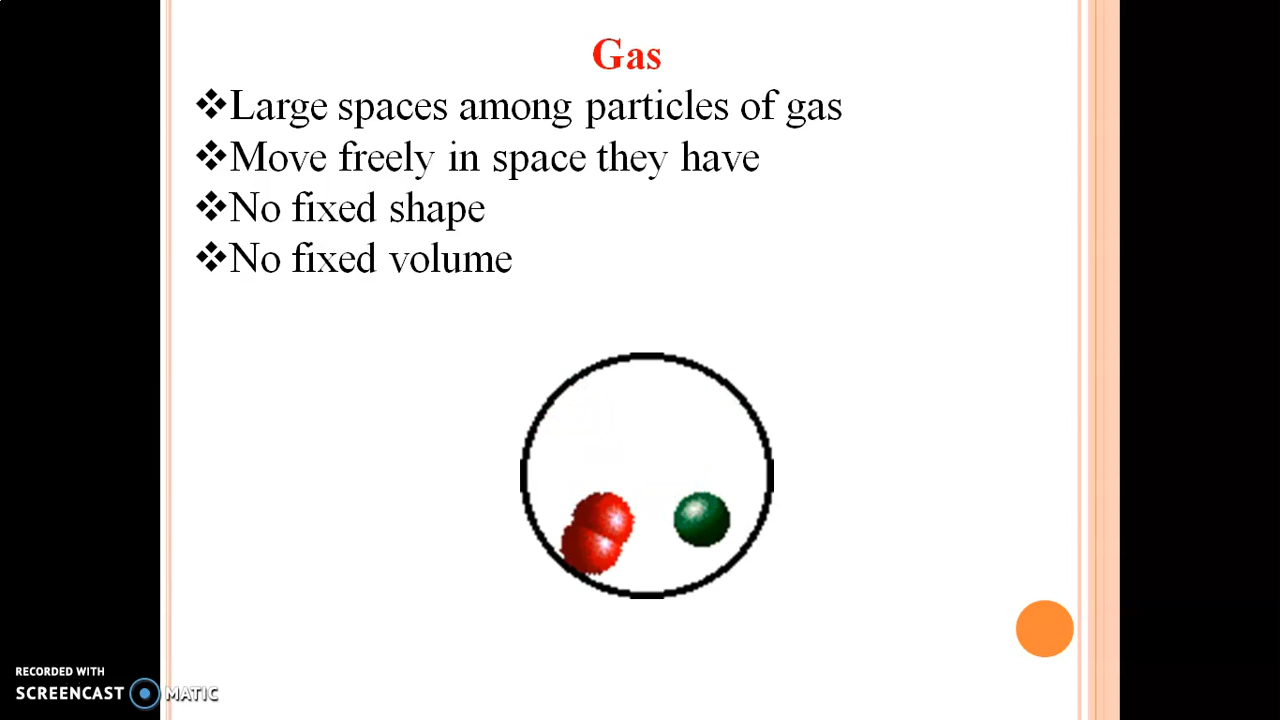 Gas
❖Large spaces among particles of gas
❖Move freely in space they have
❖No fixed shape
❖No fixed volume
RECORDED WITH
SCREENCAST MATIC